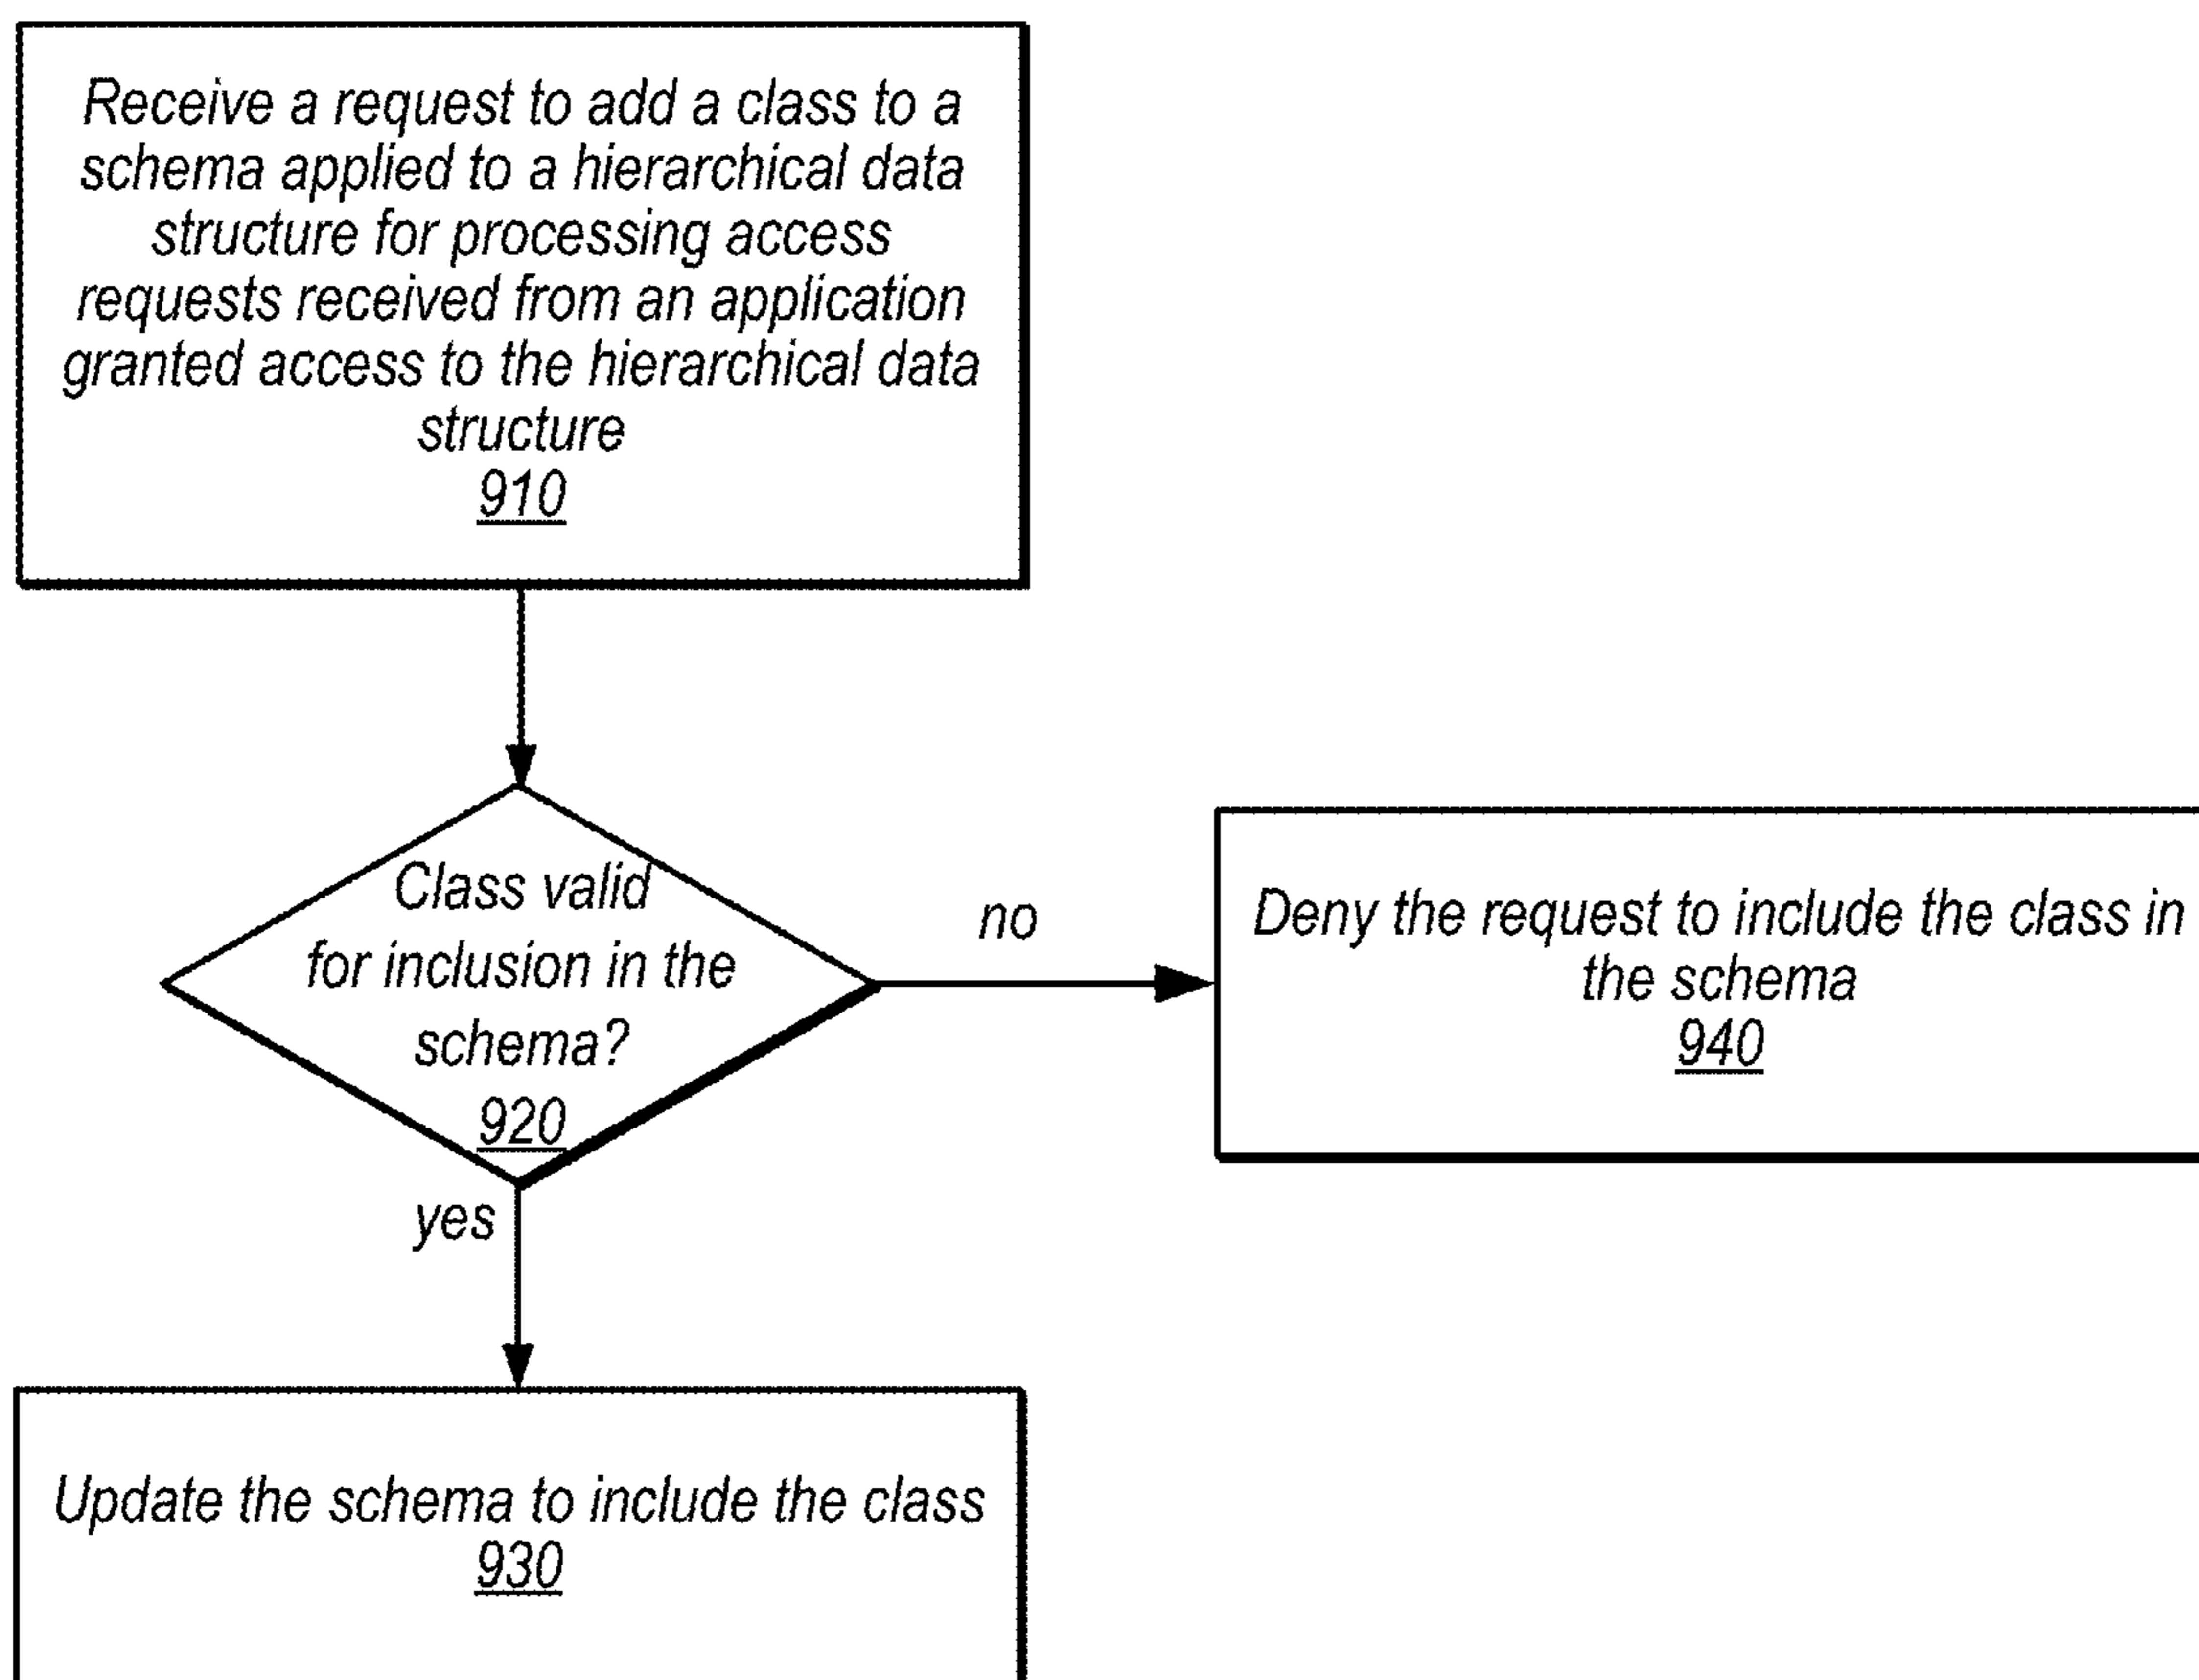 Receive a request to add a class to a
schema applied to a hierarchical data
structure for processing access
requests received from an application
granted access to the hierarchical data
structure
910
Class valid
for inclusion in the
schema?
920
no
Deny the request to include the class in
the schema
940
yes
Update the schema to include the class
930